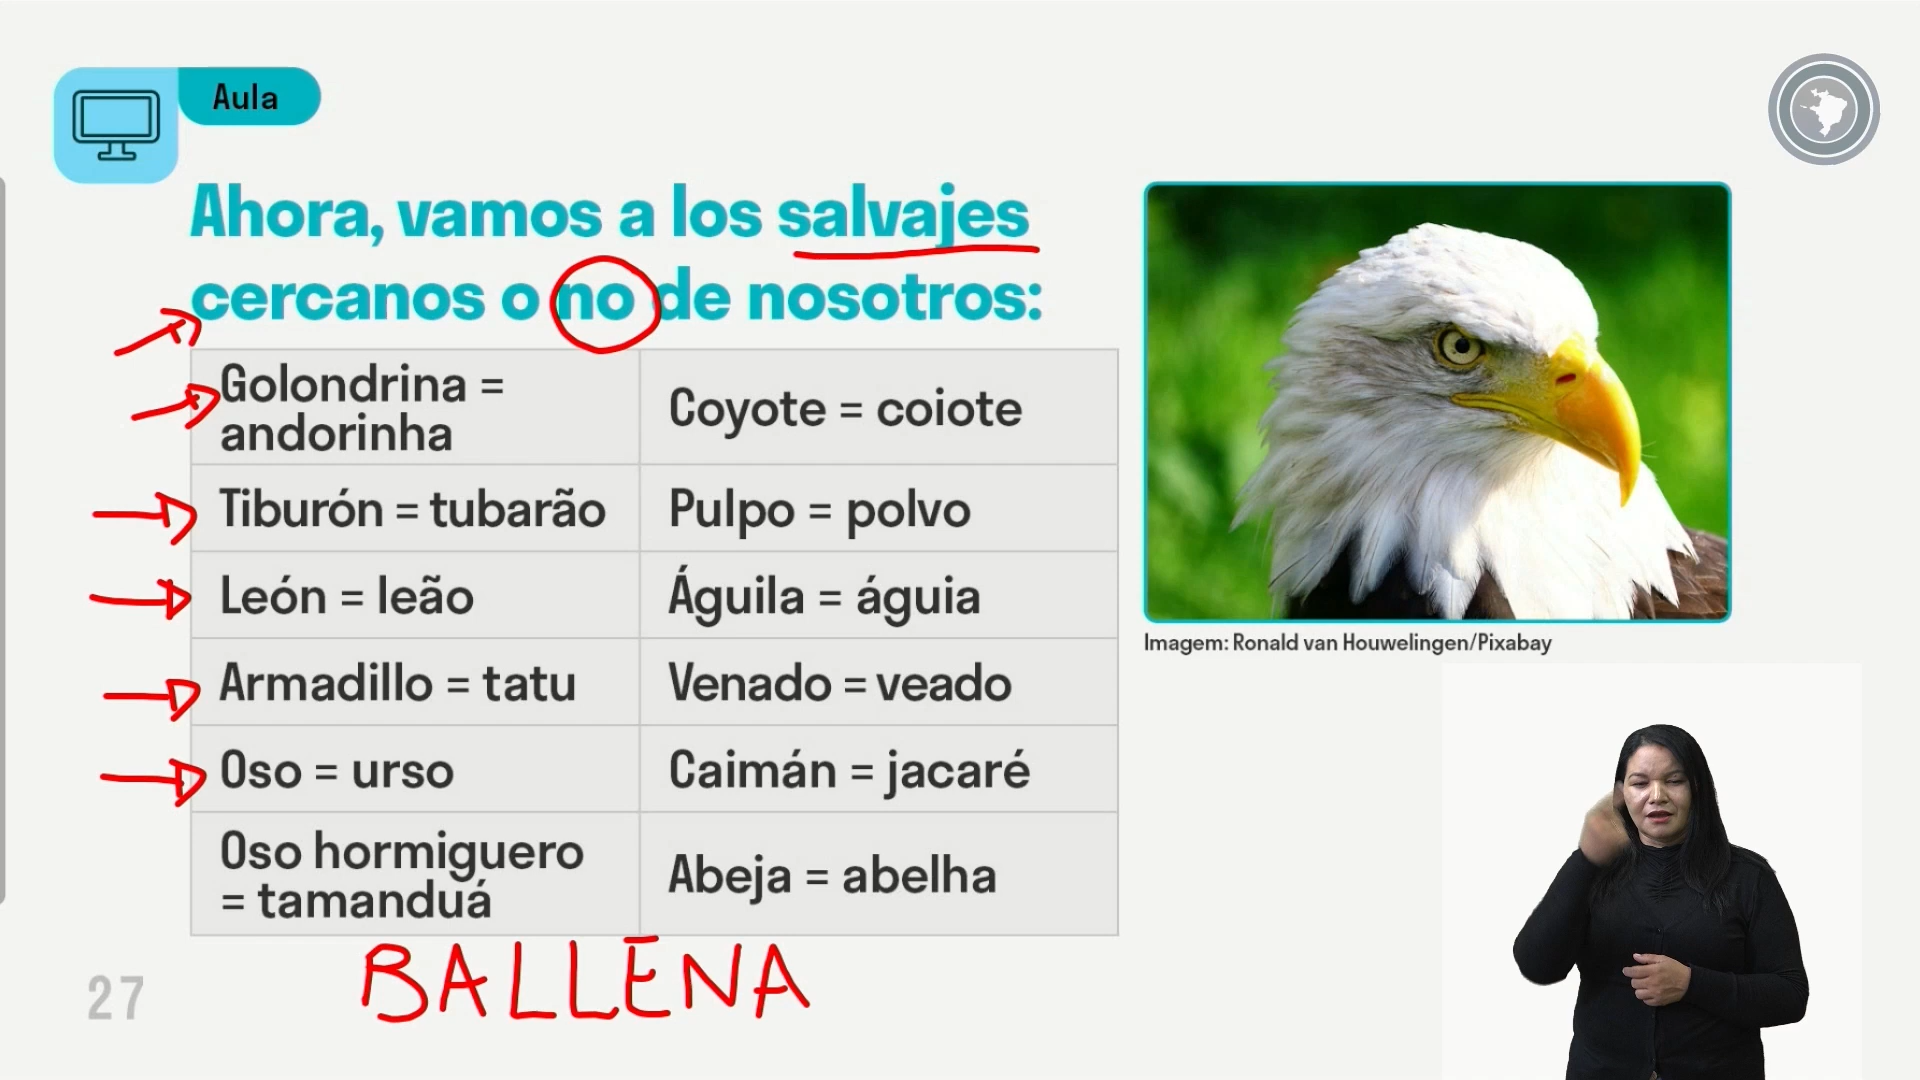 Aula
Ahora, vamos a los salvajes
cercanos o no de nosotros:
Golondrina =
andorinha
Coyote = coiote
Tiburón = tubarão
Pulpo = polvo
León = leão
Águila = águia
Armadillo = tatu
Venado = veado
Oso = urso
Caimán = jacaré
Oso hormiguero
= tamanduá
Abeja = abelha
BALLENA
Imagem: Ronald van Houwelingen/Pixabay
27